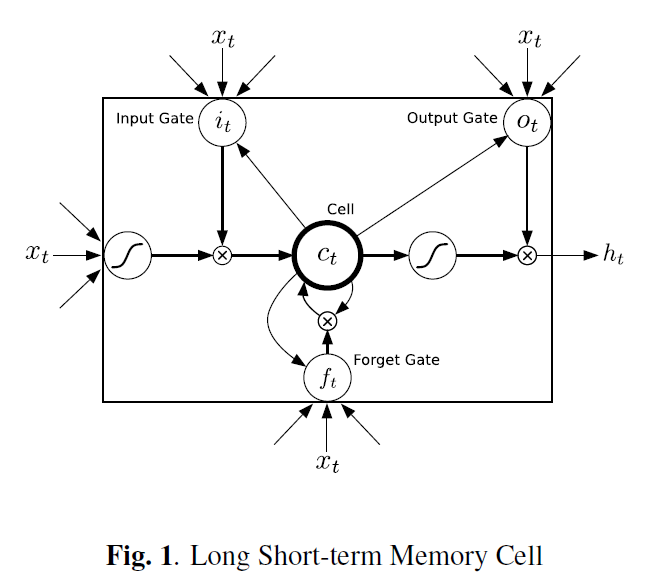 x_t x_t
Input Gate i_t Output Gate o_t
Cell
x_t × c_t × h_t
×
Forget Gate
f_t
x_t
Fig. 1. Long Short-term Memory Cell